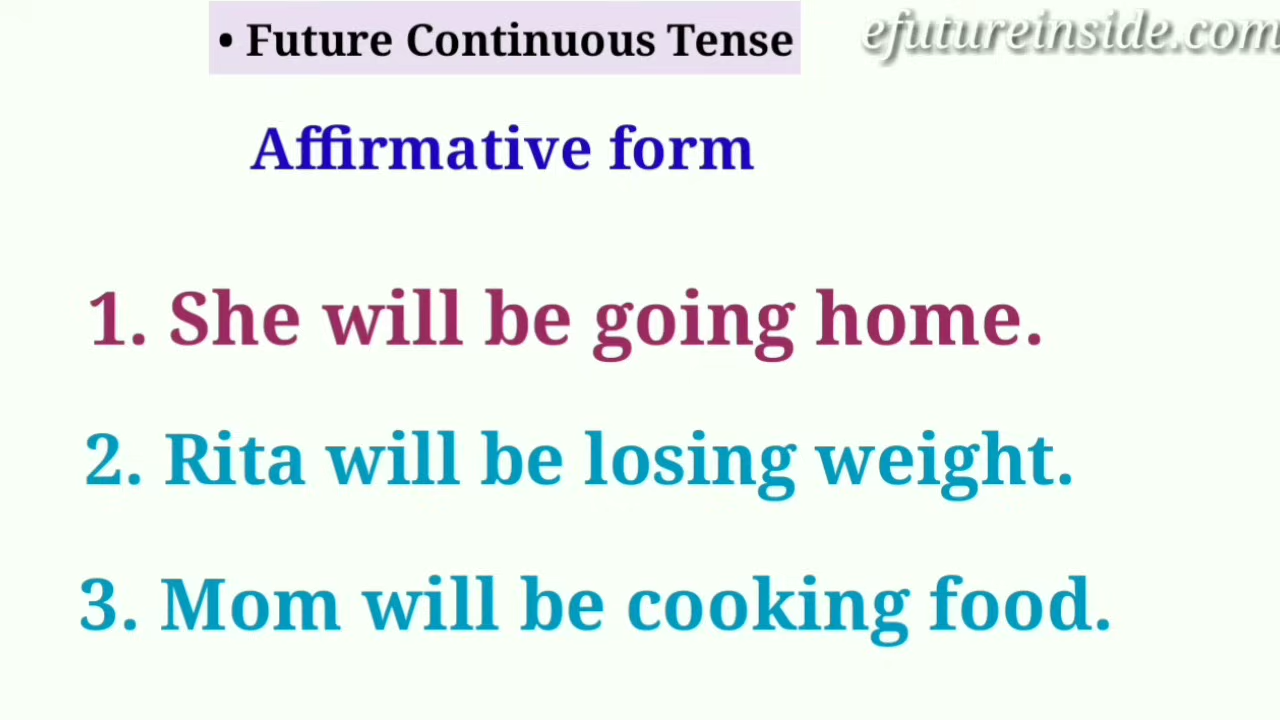 • Future Continuous Tense
efutureinside.com
Affirmative form
1. She will be going home.
2. Rita will be losing weight.
3. Mom will be cooking food.